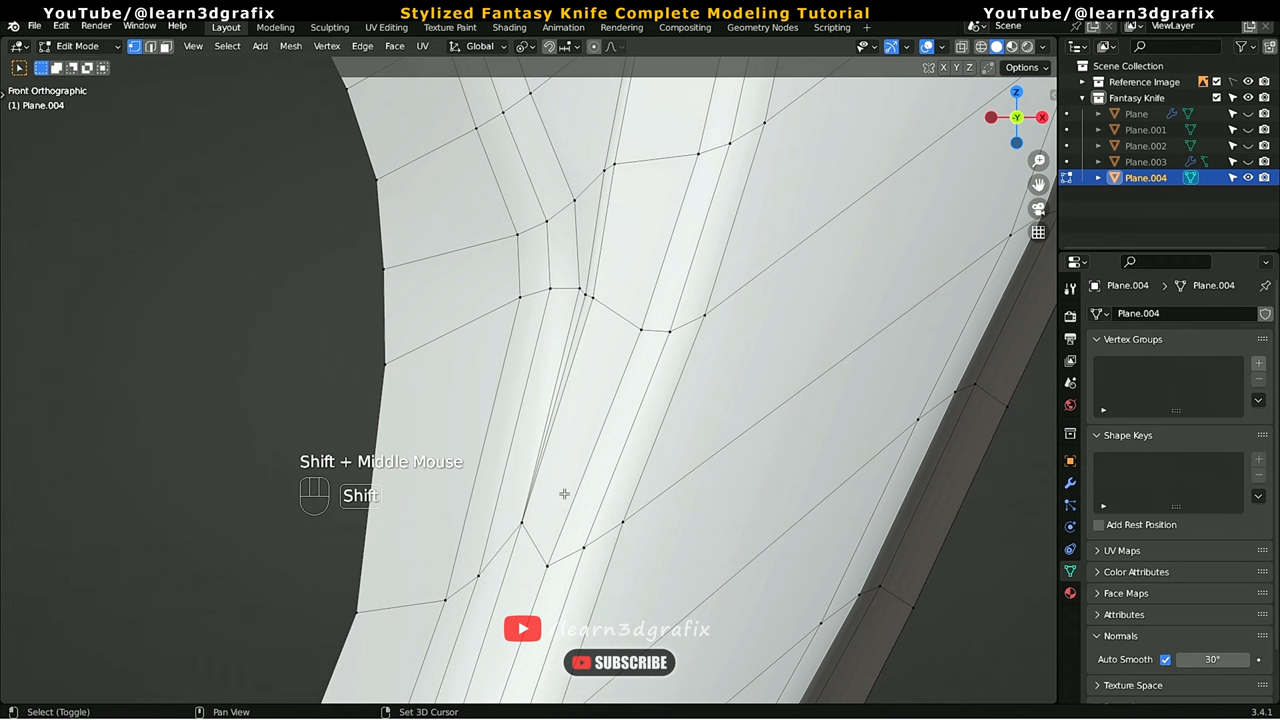 YouTube/@learn3dgrafix
Stylized Fantasy Knife Complete Modeling Tutorial
YouTube/@learn3dgrafix
File Edit Render Window Help
Layout Modeling Sculpting UV Editing Texture Paint Shading Animation Rendering Compositing Geometry Nodes Scripting +
Scene
ViewLayer
Edit Mode
View Select Add Mesh Vertex Edge Face UV
Global
X Y Z
Options
Front Orthographic
(1) Plane.004
Z
-Y
X
Scene Collection
Reference Image
Fantasy Knife
Plane
Plane.001
Plane.002
Plane.003
Plane.004
Plane.004
Plane.004
Plane.004
Vertex Groups
Shape Keys
Add Rest Position
UV Maps
Color Attributes
Face Maps
Attributes
Normals
Auto Smooth
30°
Texture Space
Shift + Middle Mouse
Shift
/learn3dgrafix
SUBSCRIBE
Select (Toggle)
Pan View
Set 3D Cursor
3.4.1